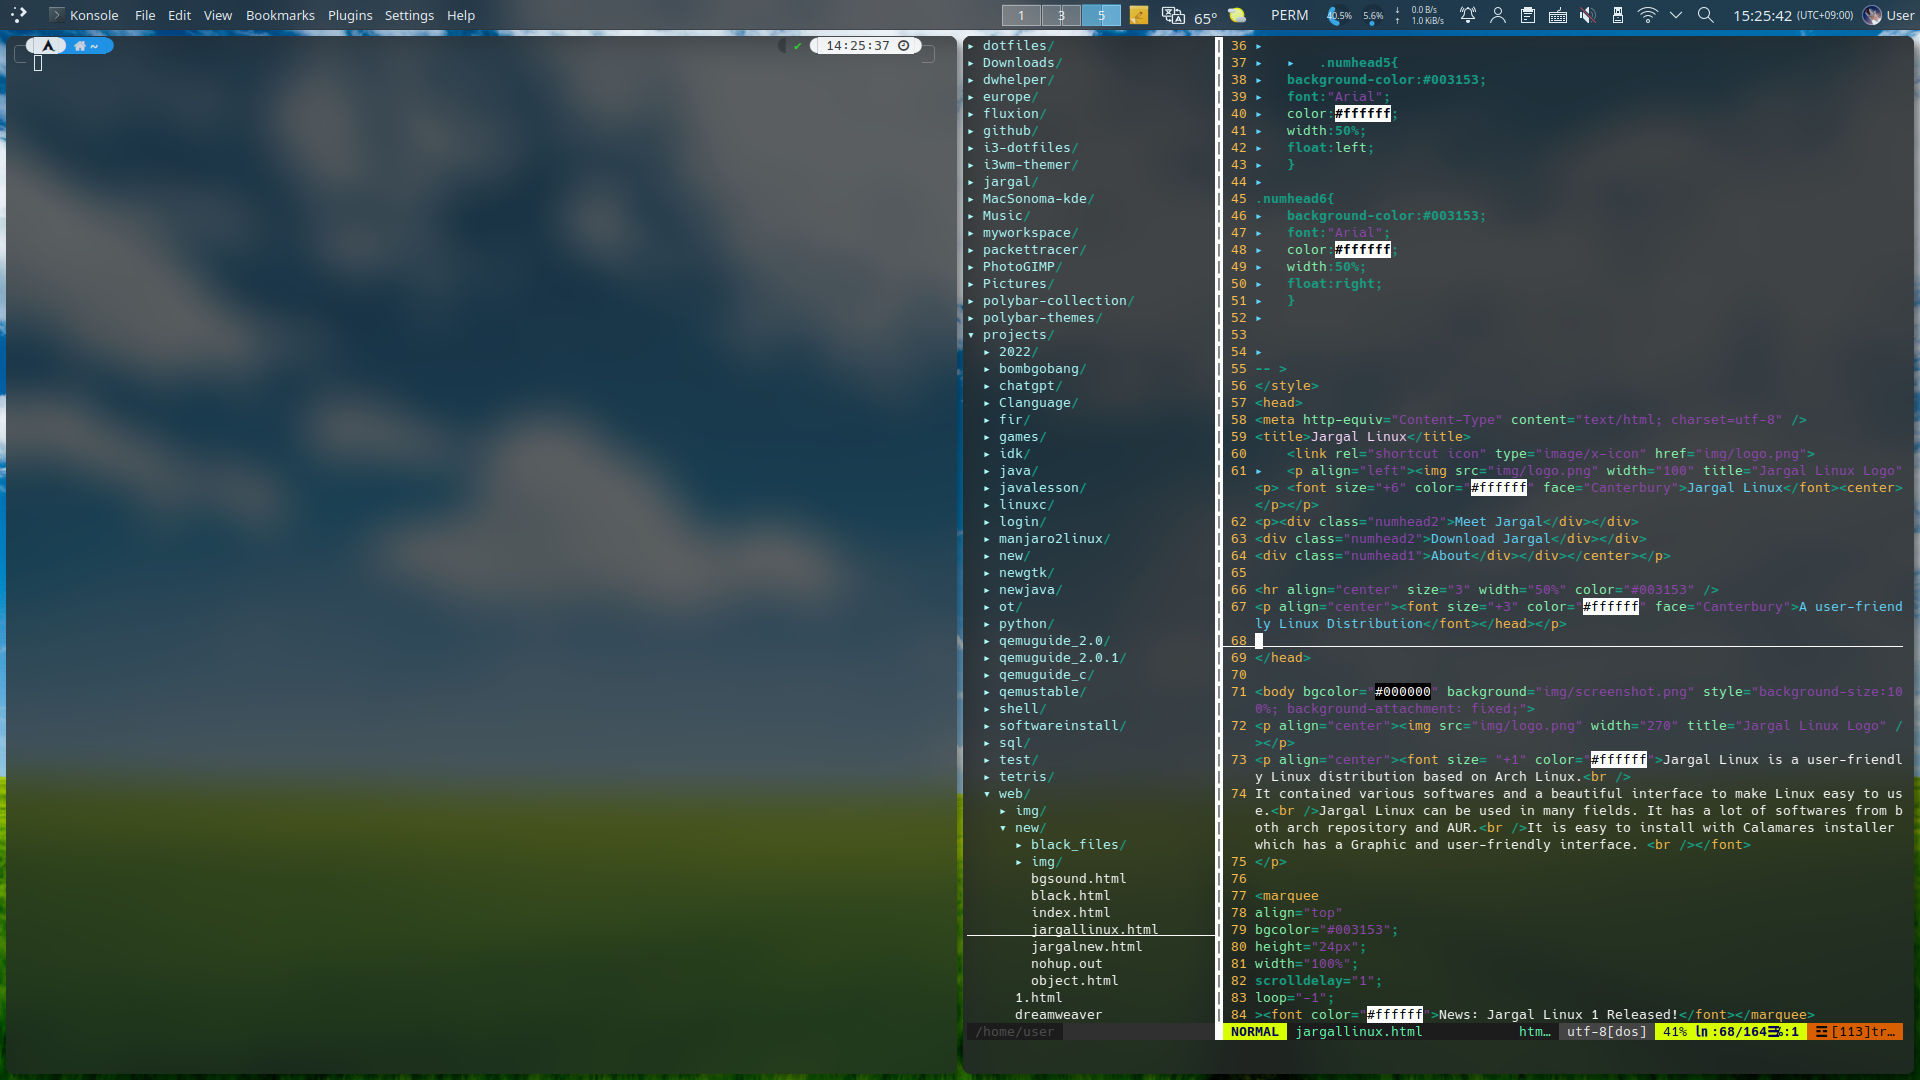 Konsole File Edit View Bookmarks Plugins Settings Help
1 3 5 65° PERM 40.5% 5.6% 0.0 B/s 1.0 KiB/s 15:25:42 (UTC+09:00) User
~
✔ 14:25:37
▸ dotfiles/
▸ Downloads/
▸ dwhelper/
▸ europe/
▸ fluxion/
▸ github/
▸ i3-dotfiles/
▸ i3wm-themer/
▸ jargal/
▸ MacSonoma-kde/
▸ Music/
▸ myworkspace/
▸ packettracer/
▸ PhotoGIMP/
▸ Pictures/
▸ polybar-collection/
▸ polybar-themes/
▾ projects/
▸ 2022/
▸ bombgobang/
▸ chatgpt/
▸ Clanguage/
▸ fir/
▸ games/
▸ idk/
▸ java/
▸ javalesson/
▸ linuxc/
▸ login/
▸ manjaro2linux/
▸ new/
▸ newgtk/
▸ newjava/
▸ ot/
▸ python/
▸ qemuguide_2.0/
▸ qemuguide_2.0.1/
▸ qemuguide_c/
▸ qemustable/
▸ shell/
▸ softwareinstall/
▸ sql/
▸ test/
▸ tetris/
▾ web/
▸ img/
▾ new/
▸ black_files/
▸ img/
bgsound.html
black.html
index.html
jargallinux.html
jargalnew.html
nohup.out
object.html
1.html
dreamweaver
/home/user
36 ▸
37 ▸ ▸ .numhead5{
38 ▸ background-color:#003153;
39 ▸ font:"Arial";
40 ▸ color:#ffffff;
41 ▸ width:50%;
42 ▸ float:left;
43 ▸ }
44 ▸
45 .numhead6{
46 ▸ background-color:#003153;
47 ▸ font:"Arial";
48 ▸ color:#ffffff;
49 ▸ width:50%;
50 ▸ float:right;
51 ▸ }
52 ▸
53
54 ▸
55 -- >
56 </style>
57 <head>
58 <meta http-equiv="Content-Type" content="text/html; charset=utf-8" />
59 <title>Jargal Linux</title>
60 <link rel="shortcut icon" type="image/x-icon" href="img/logo.png">
61 ▸ <p align="left"><img src="img/logo.png" width="100" title="Jargal Linux Logo"
<p> <font size="+6" color="#ffffff" face="Canterbury">Jargal Linux</font><center>
</p></p>
62 <p><div class="numhead2">Meet Jargal</div></div>
63 <div class="numhead2">Download Jargal</div></div>
64 <div class="numhead1">About</div></div></center></p>
65
66 <hr align="center" size="3" width="50%" color="#003153" />
67 <p align="center"><font size="+3" color="#ffffff" face="Canterbury">A user-friend
ly Linux Distribution</font></head></p>
68
69 </head>
70
71 <body bgcolor="#000000" background="img/screenshot.png" style="background-size:10
0%; background-attachment: fixed;">
72 <p align="center"><img src="img/logo.png" width="270" title="Jargal Linux Logo" /
></p>
73 <p align="center"><font size= "+1" color="#ffffff">Jargal Linux is a user-friendl
y Linux distribution based on Arch Linux.<br />
74 It contained various softwares and a beautiful interface to make Linux easy to us
e.<br />Jargal Linux can be used in many fields. It has a lot of softwares from b
oth arch repository and AUR.<br />It is easy to install with Calamares installer
which has a Graphic and user-friendly interface. <br /></font>
75 </p>
76
77 <marquee
78 align="top"
79 bgcolor="#003153";
80 height="24px";
81 width="100%";
82 scrolldelay="1";
83 loop="-1";
84 ><font color="#ffffff">News: Jargal Linux 1 Released!</font></marquee>
NORMAL jargallinux.html htm… utf-8[dos] 41% ln:68/164☰%:1 ☲[113]tr…